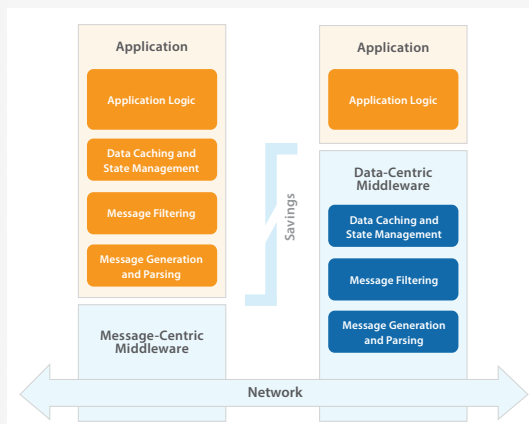 Application
Application Logic
Data Caching and
State Management
Message Filtering
Message Generation
and Parsing
Message-Centric
Middleware
Savings
Application
Application Logic
Data-Centric
Middleware
Data Caching and
State Management
Message Filtering
Message Generation
and Parsing
Network